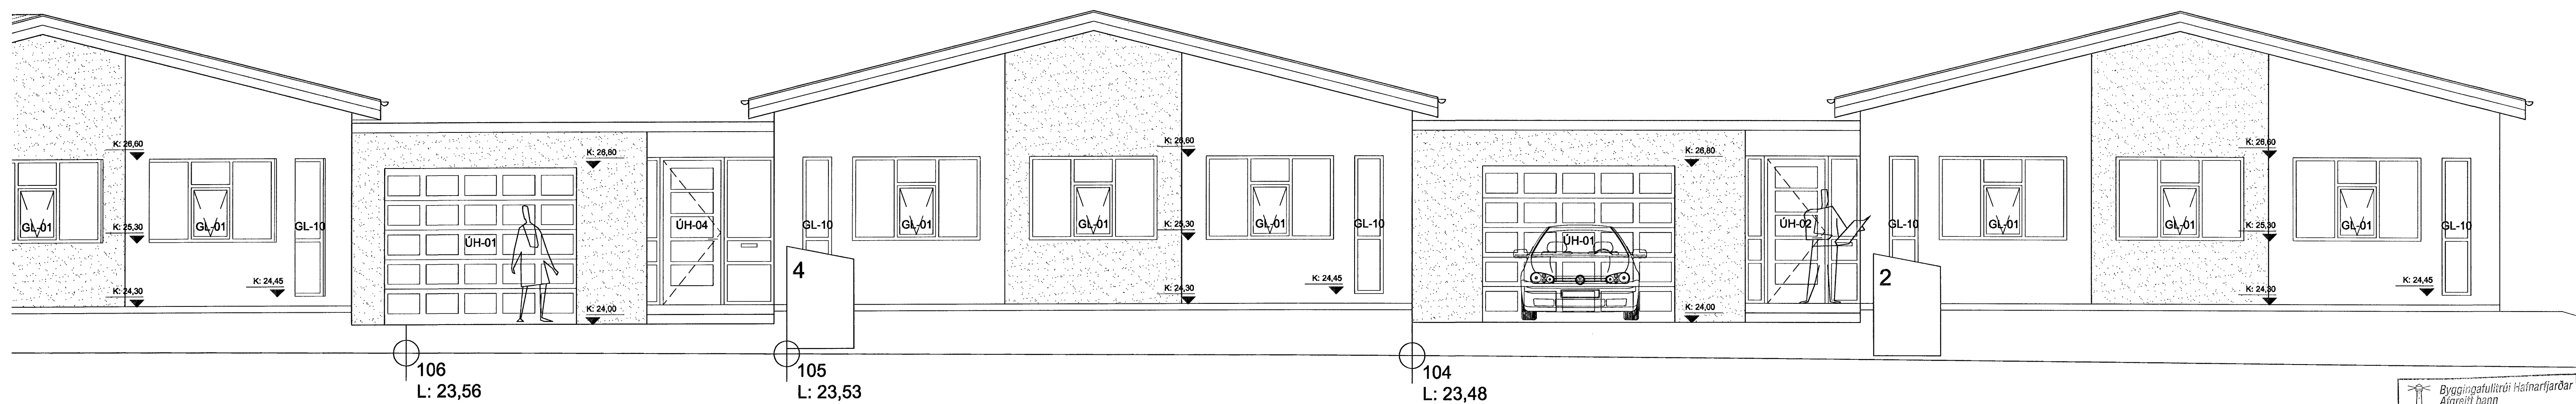 K: 26,60
K: 25,30
K: 24,30
GL-01
GL-01
GL-10
K: 24,45
ÚH-01
K: 26,80
K: 24,00
ÚH-04
GL-10
4
GL-01
GL-01
K: 26,60
K: 25,30
K: 24,30
GL-01
GL-10
K: 24,45
ÚH-01
K: 26,80
K: 24,00
ÚH-02
GL-10
2
GL-01
GL-01
K: 26,60
K: 25,30
K: 24,30
GL-01
GL-10
K: 24,45
106
L: 23,56
105
L: 23,53
104
L: 23,48
Byggingafulltrúi Hafnarfjarðar
Afgreitt þann